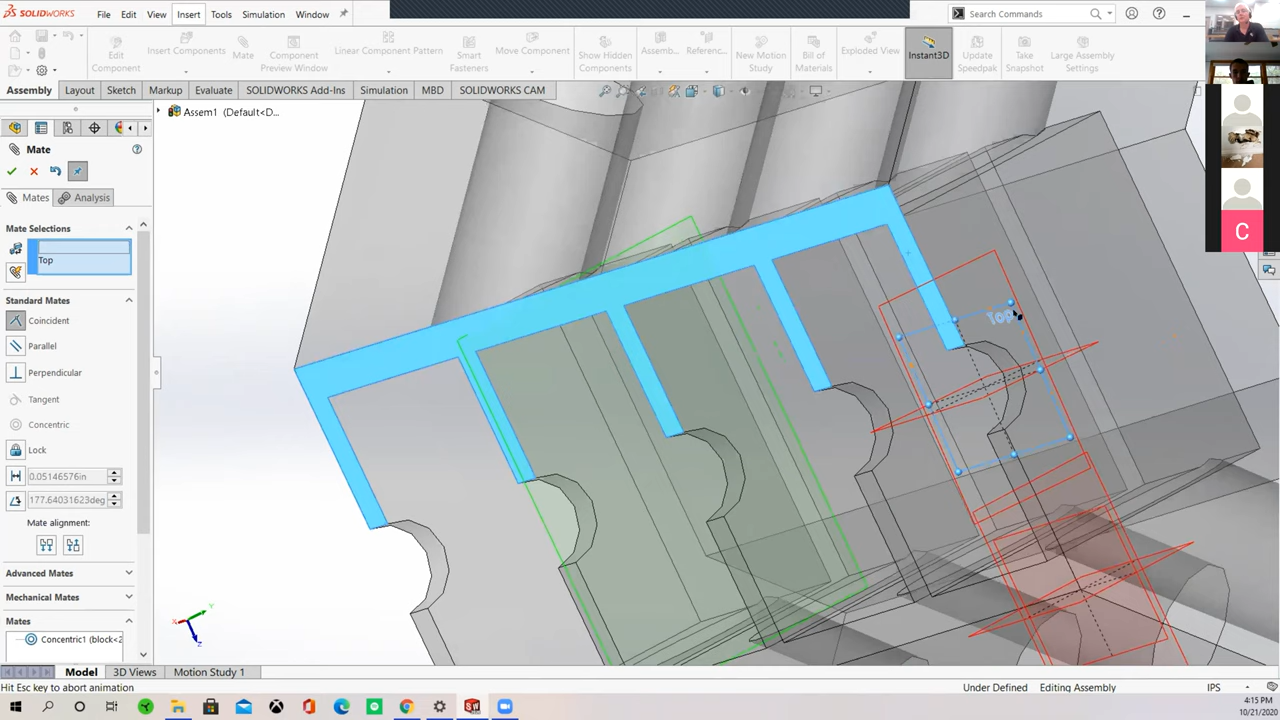 SOLIDWORKS File Edit View Insert Tools Simulation Window Search Commands
Edit Component
Insert Components
Mate
Component Preview Window
Linear Component Pattern
Smart Fasteners
Move Component
Show Hidden Components
Assemb...
Referenc...
New Motion Study
Bill of Materials
Exploded View
Instant3D
Update Speedpak
Take Snapshot
Large Assembly Settings
Assembly Layout Sketch Markup Evaluate SOLIDWORKS Add-Ins Simulation MBD SOLIDWORKS CAM
Assem1 (Default<D...
Mate
Mates Analysis
Mate Selections
Top
Standard Mates
Coincident
Parallel
Perpendicular
Tangent
Concentric
Lock
0.05146576in
177.64031623deg
Mate alignment:
Advanced Mates
Mechanical Mates
Mates
Concentric1 (block<2
Top
C
Y
X
Z
Model 3D Views Motion Study 1
Hit Esc key to abort animation Under Defined Editing Assembly IPS
4:15 PM
10/21/2020